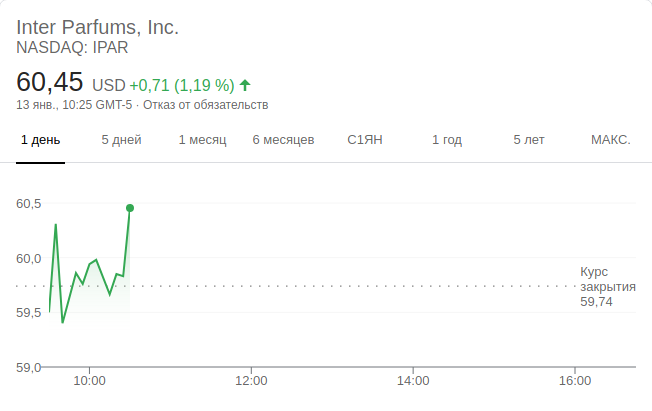 Inter Parfums, Inc.
NASDAQ: IPAR
60,45 USD +0,71 (1,19 %)
13 янв., 10:25 GMT-5 · Отказ от обязательств
1 день 5 дней 1 месяц 6 месяцев С1ЯН 1 год 5 лет МАКС.
60,5
60,0
Курс
закрытия
59,74
59,5
59,0
10:00 12:00 14:00 16:00